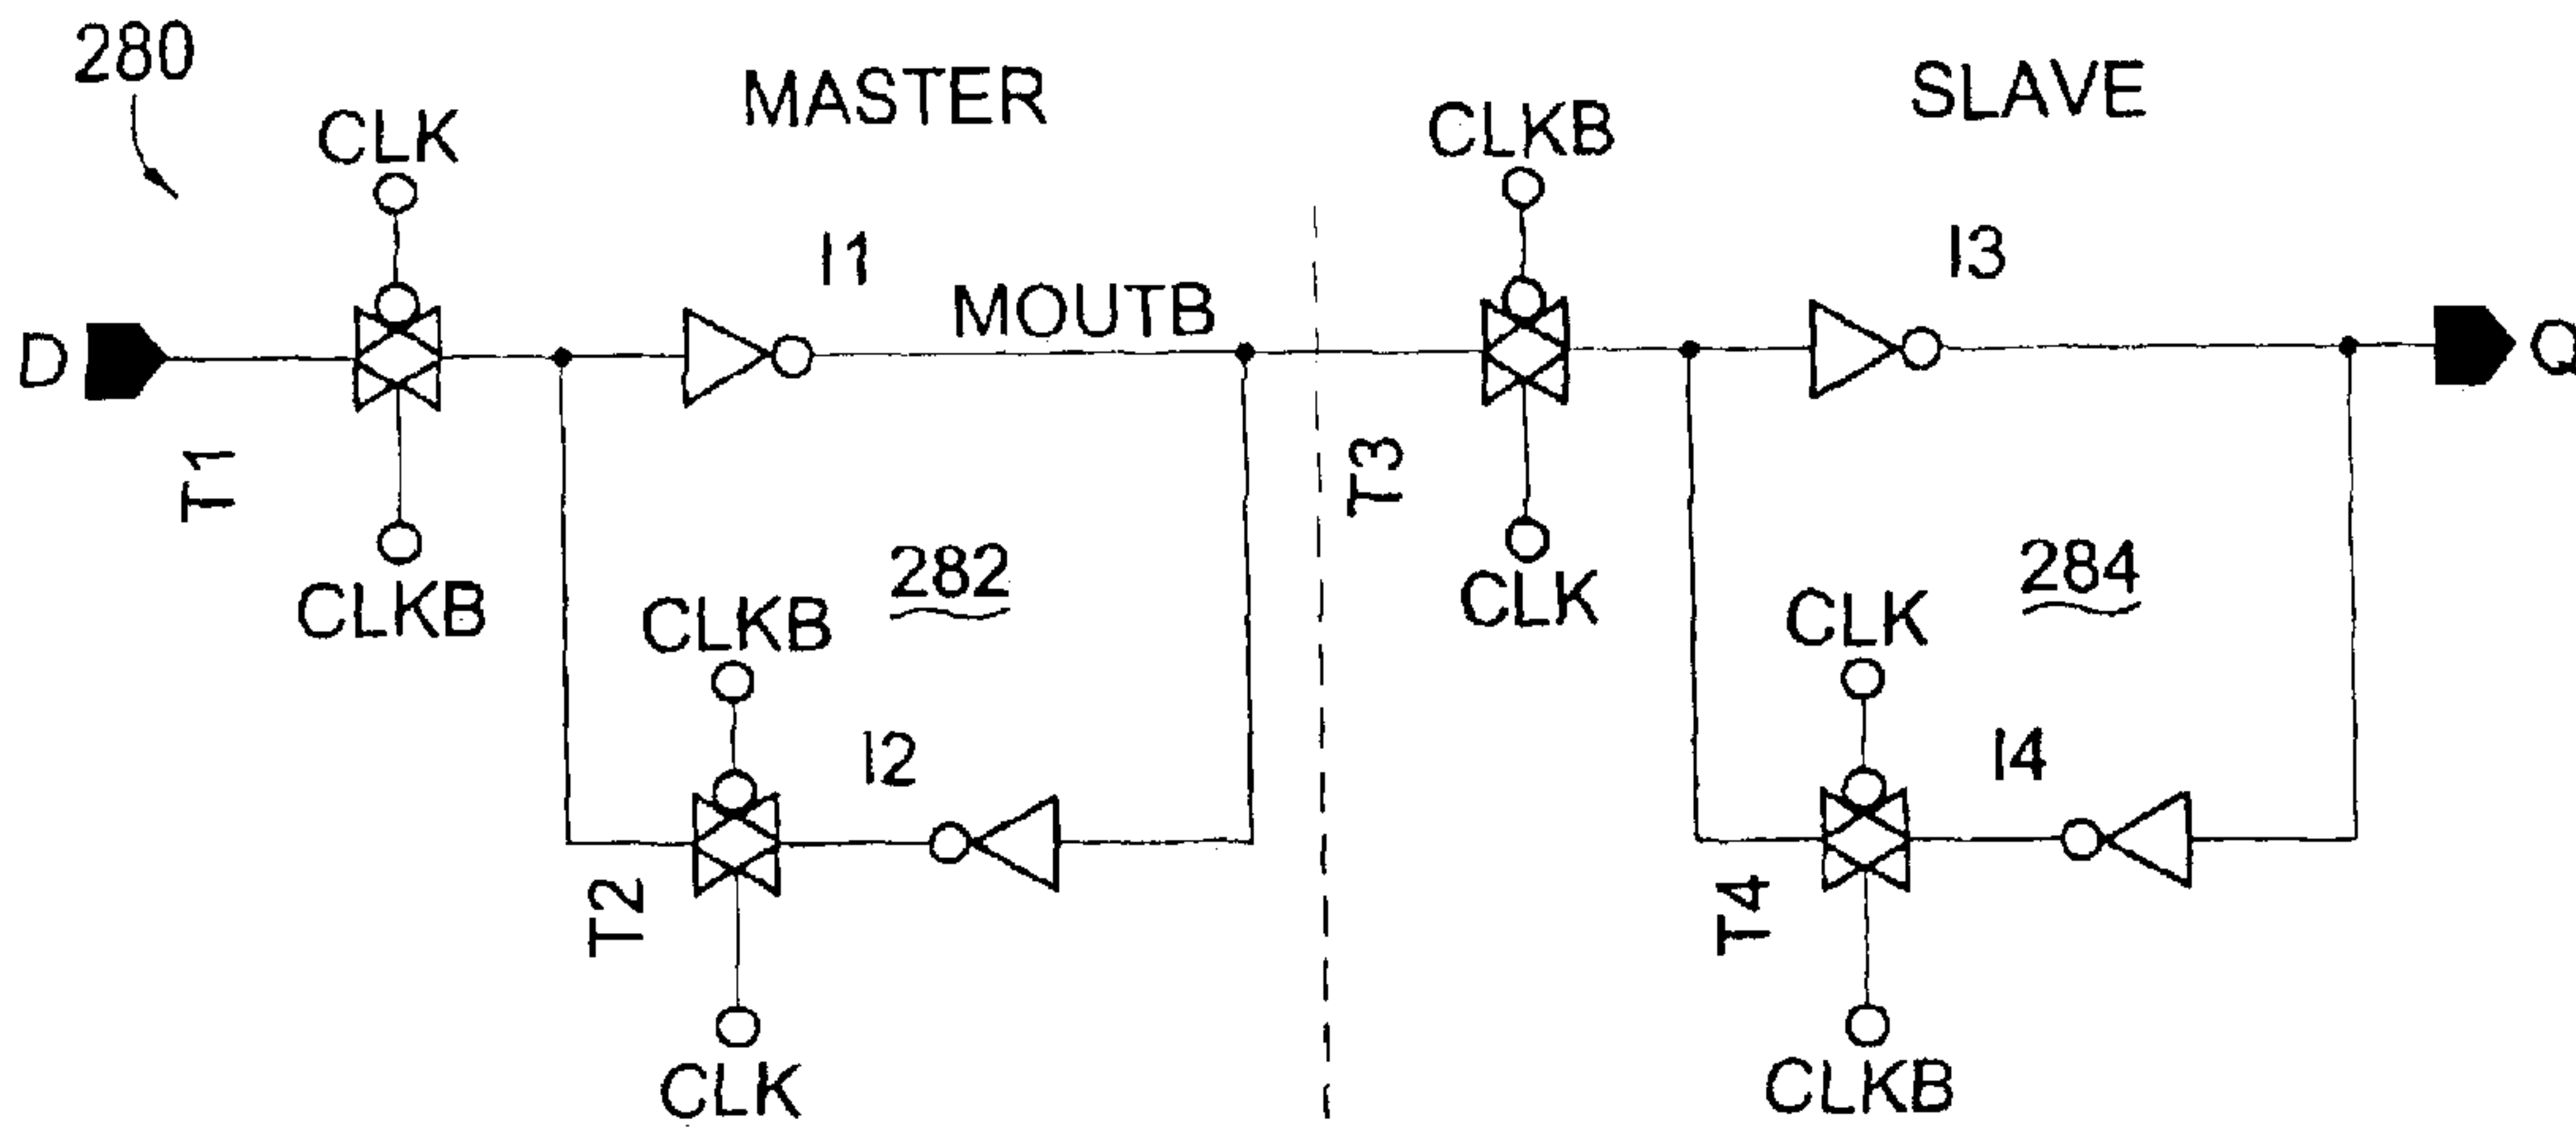 280
MASTER
SLAVE
CLK
CLKB
I1
I3
MOUTB
D
Q
T1
T3
CLKB
CLK
282
284
CLKB
CLK
I2
I4
T2
T4
CLK
CLKB